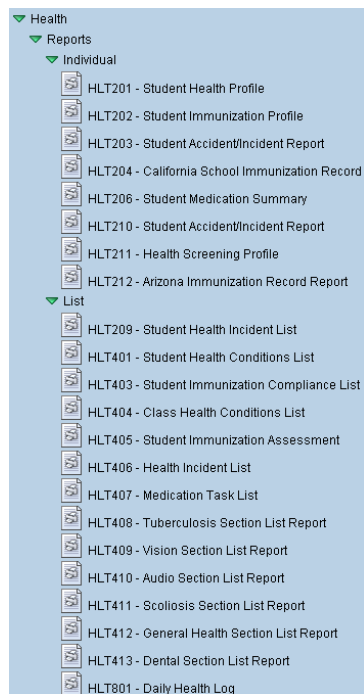 Health
Reports
Individual
HLT201 - Student Health Profile
HLT202 - Student Immunization Profile
HLT203 - Student Accident/Incident Report
HLT204 - California School Immunization Record
HLT206 - Student Medication Summary
HLT210 - Student Accident/Incident Report
HLT211 - Health Screening Profile
HLT212 - Arizona Immunization Record Report
List
HLT209 - Student Health Incident List
HLT401 - Student Health Conditions List
HLT403 - Student Immunization Compliance List
HLT404 - Class Health Conditions List
HLT405 - Student Immunization Assessment
HLT406 - Health Incident List
HLT407 - Medication Task List
HLT408 - Tuberculosis Section List Report
HLT409 - Vision Section List Report
HLT410 - Audio Section List Report
HLT411 - Scoliosis Section List Report
HLT412 - General Health Section List Report
HLT413 - Dental Section List Report
HLT801 - Daily Health Log